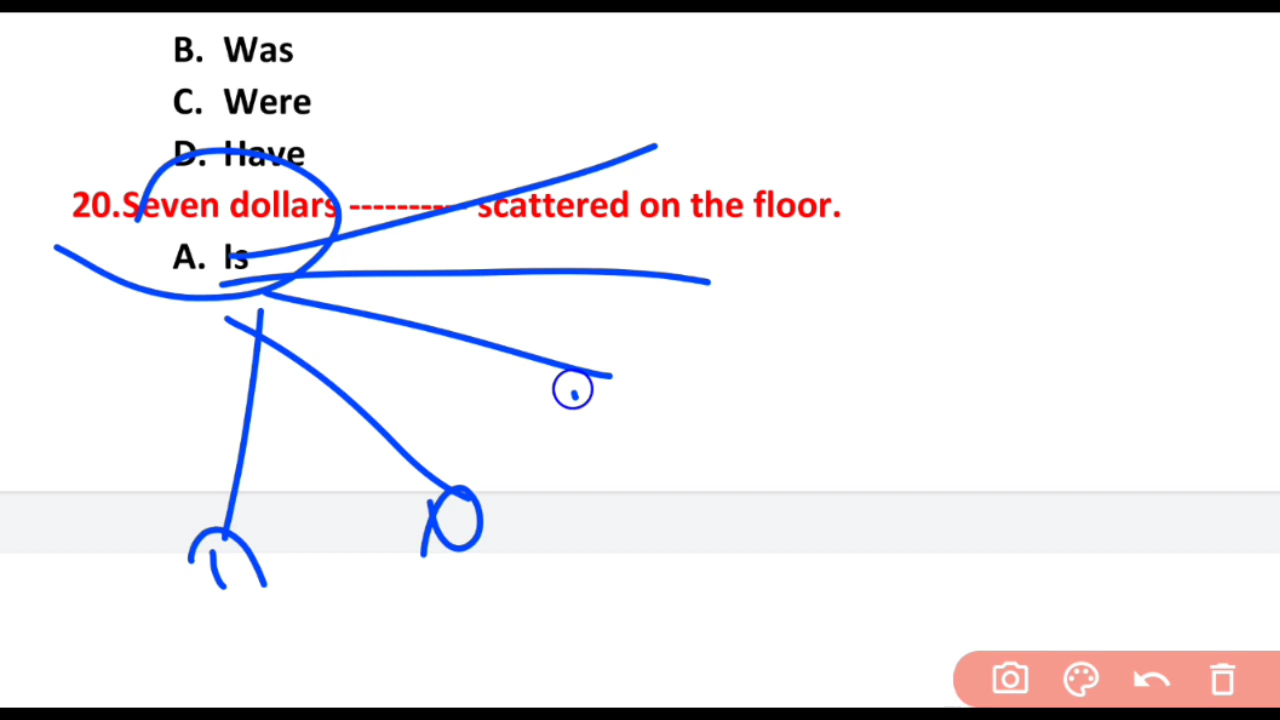 B. Was
C. Were
D. Have
20.Seven dollars ---------- scattered on the floor.
A. Is